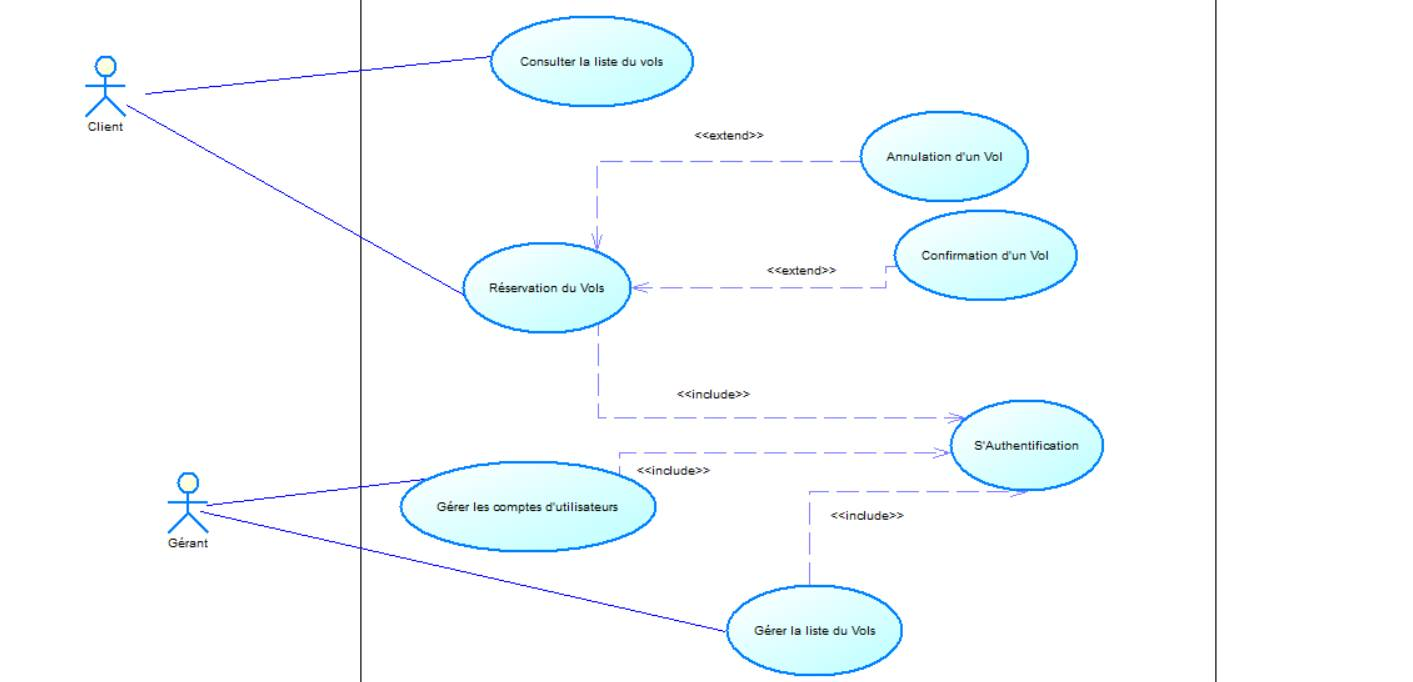 Consulter la liste du vols
Client
<<extend>>
Annulation d'un Vol
Confirmation d'un Vol
<<extend>>
Réservation du Vols
<<include>>
S'Authentification
<<include>>
Gérer les comptes d'utilisateurs
<<include>>
Gérant
Gérer la liste du Vols